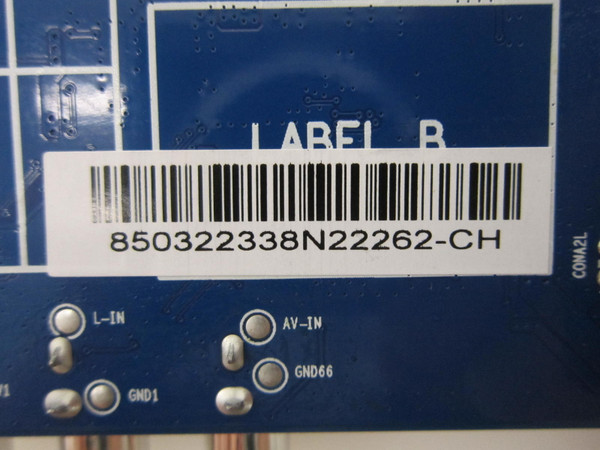 LABEL B
850322338N22262-CH
CONA2L
L-IN
AV-IN
GND66
GND1